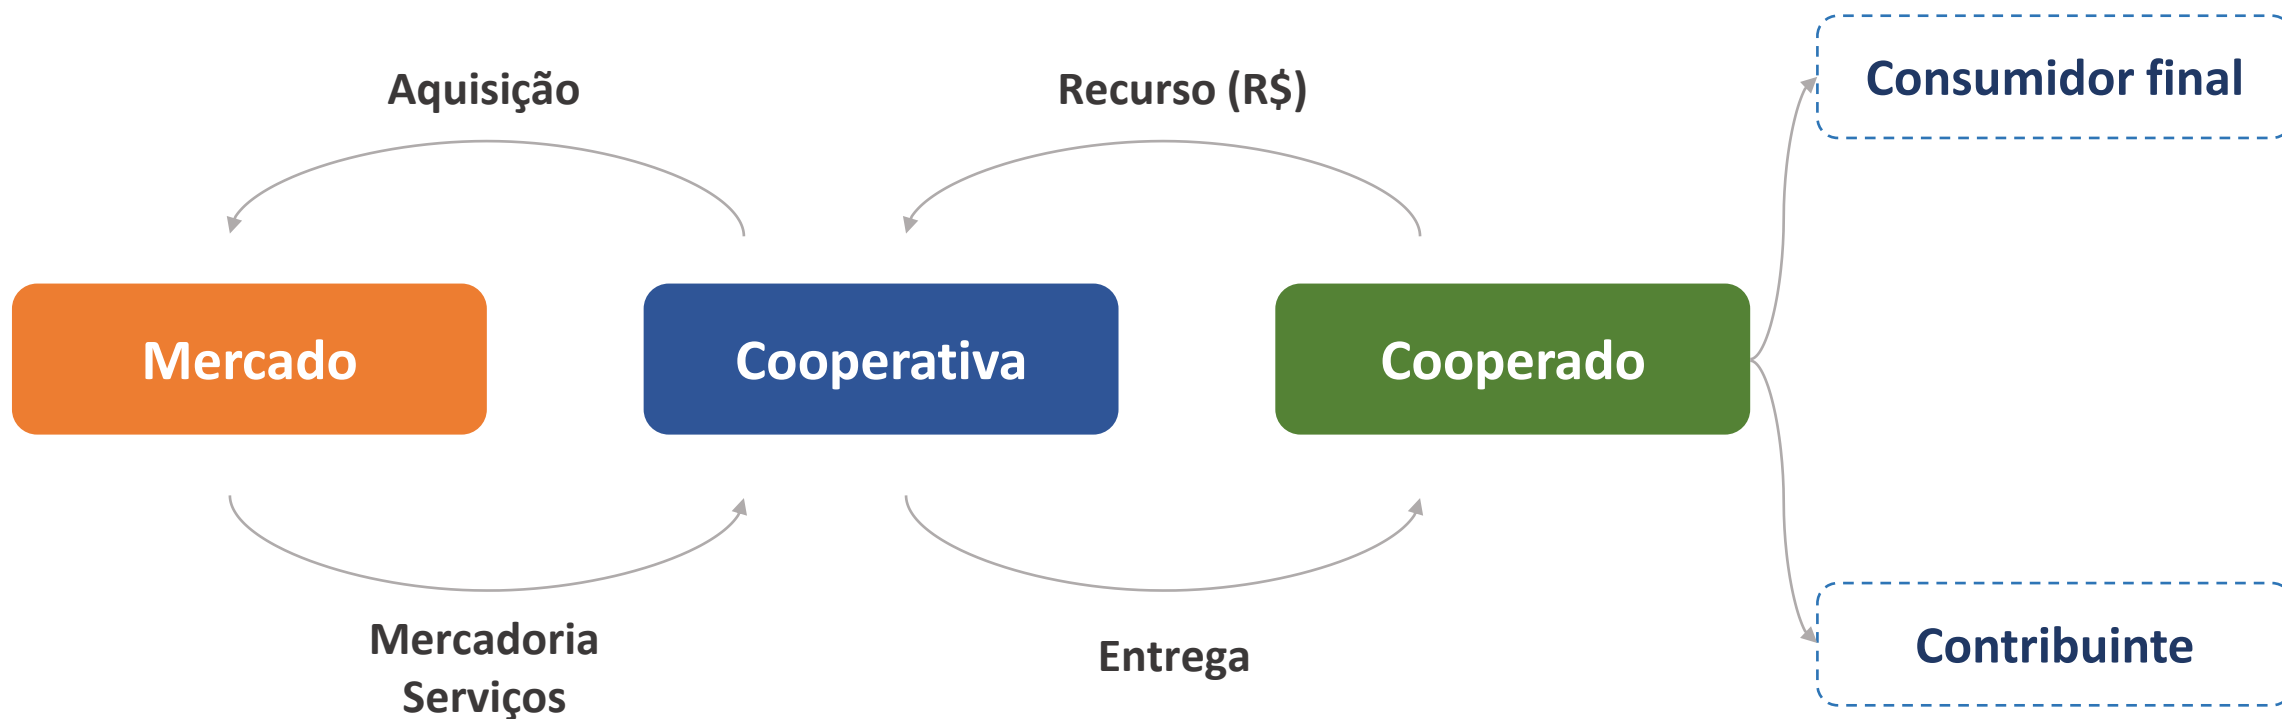 Aquisição
Recurso (R$)
Consumidor final
Mercado
Cooperativa
Cooperado
Mercadoria
Serviços
Entrega
Contribuinte